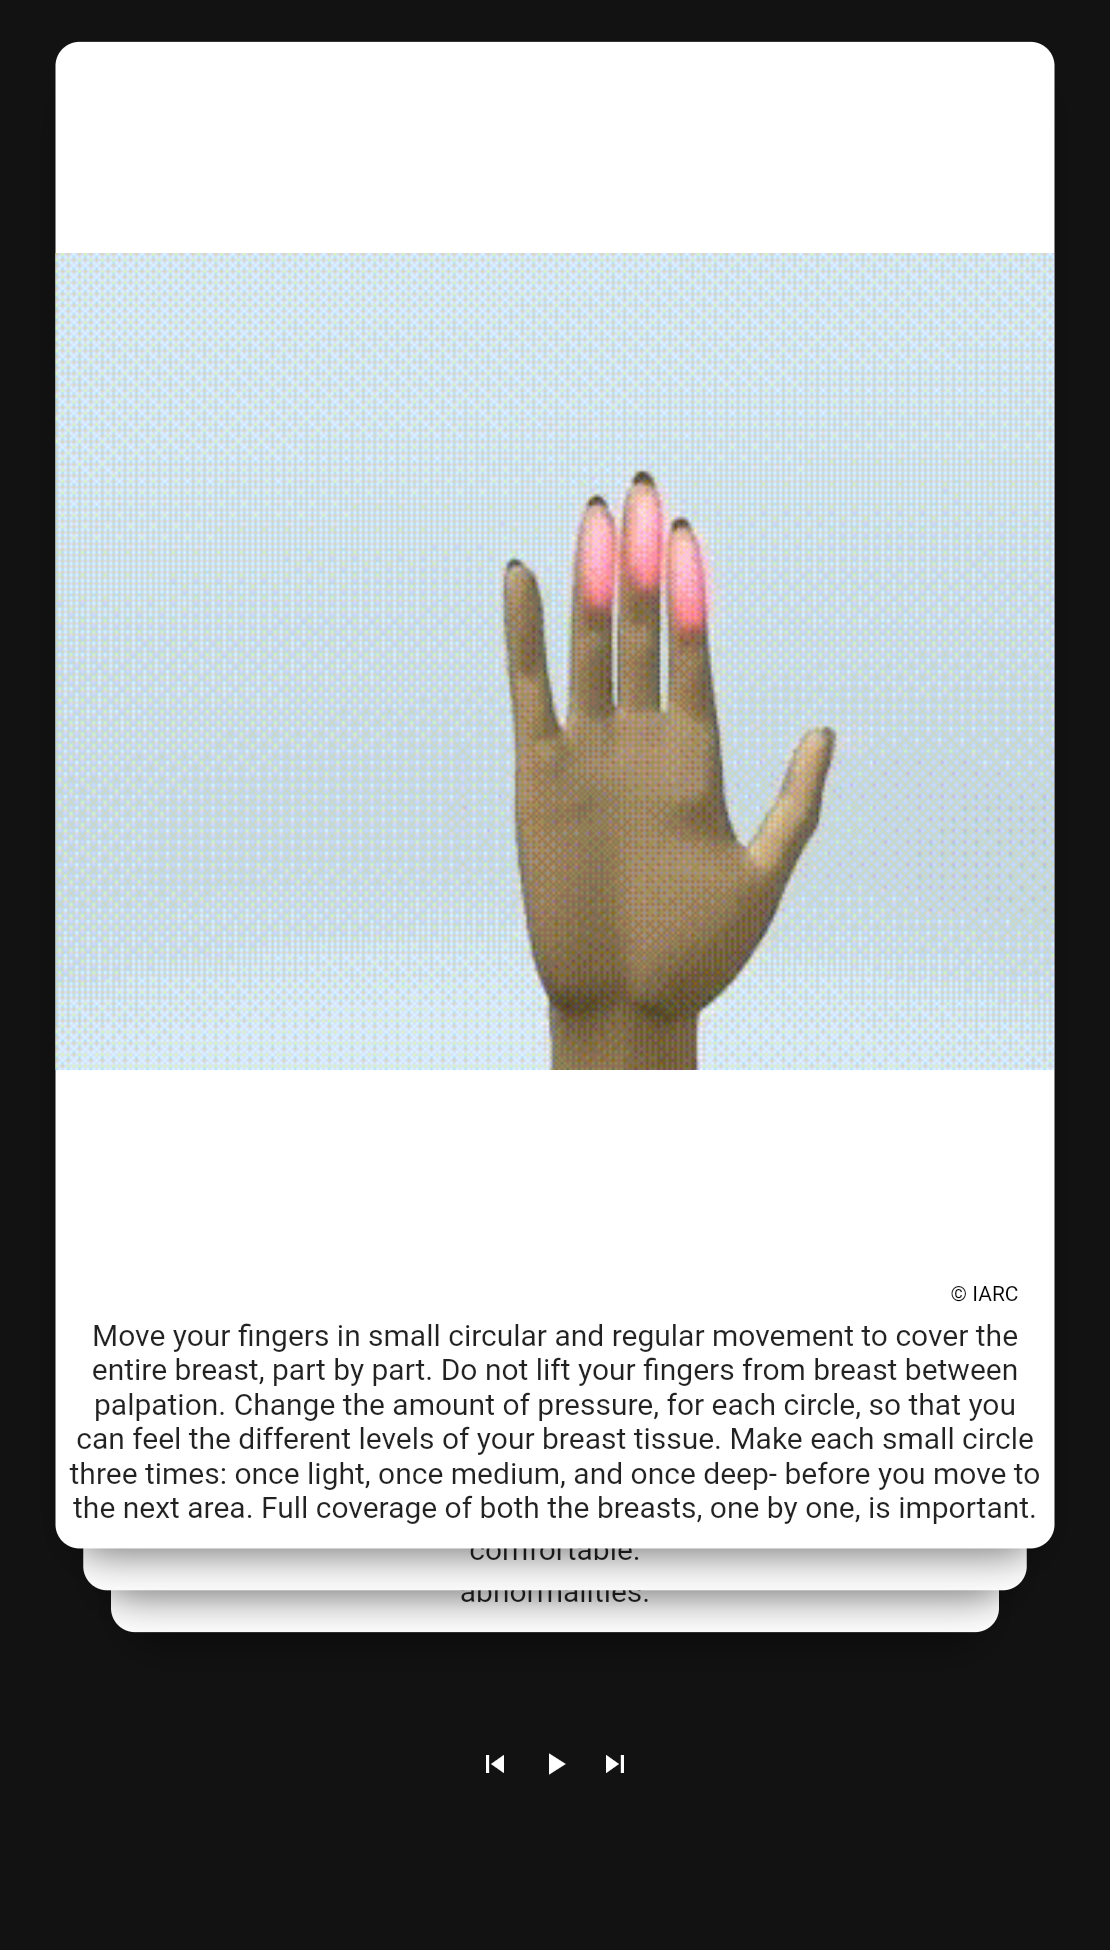 © IARC
Move your fingers in small circular and regular movement to cover the
entire breast, part by part. Do not lift your fingers from breast between
palpation. Change the amount of pressure, for each circle, so that you
can feel the different levels of your breast tissue. Make each small circle
three times: once light, once medium, and once deep- before you move to
the next area. Full coverage of both the breasts, one by one, is important.
comfortable.
abnormalities.